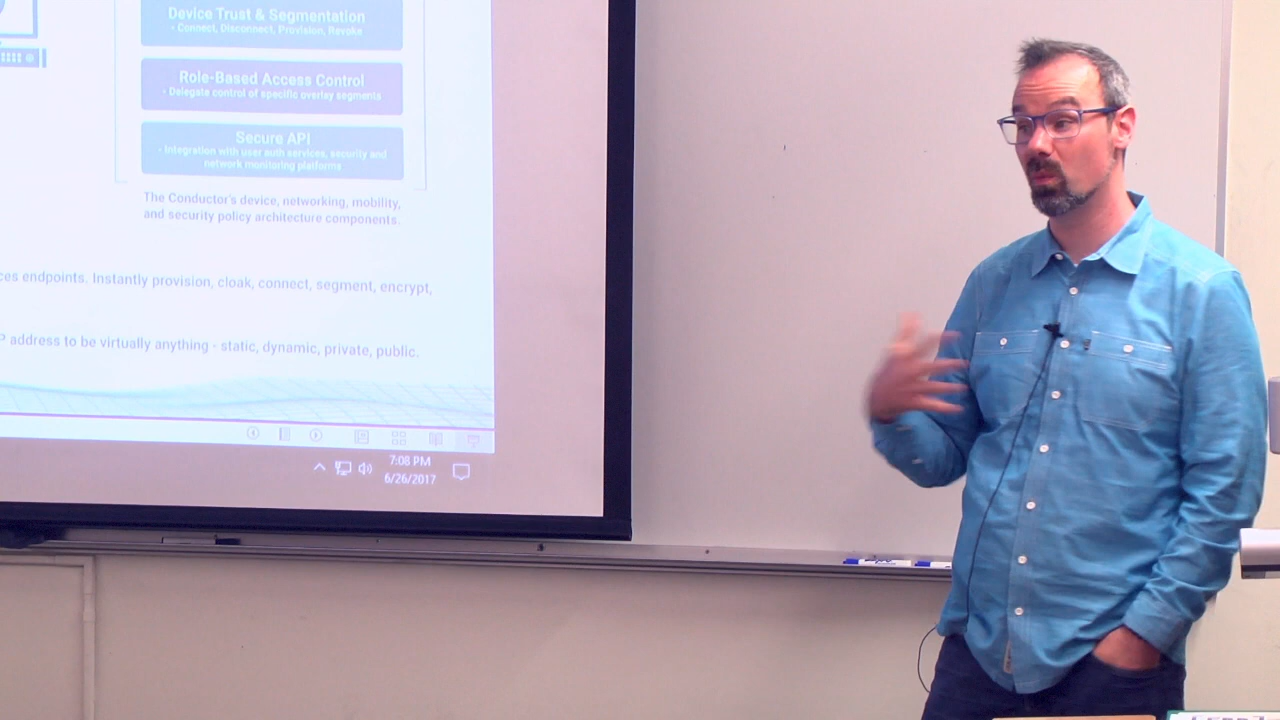 Device Trust & Segmentation
- Connect, Disconnect, Provision, Revoke
Role-Based Access Control
- Delegate control of specific overlay segments
Secure API
- Integration with user auth services, security and
network monitoring platforms
The Conductor's device, networking, mobility,
and security policy architecture components.
ces endpoints. Instantly provision, cloak, connect, segment, encrypt,
P address to be virtually anything - static, dynamic, private, public.
7:08 PM
6/26/2017